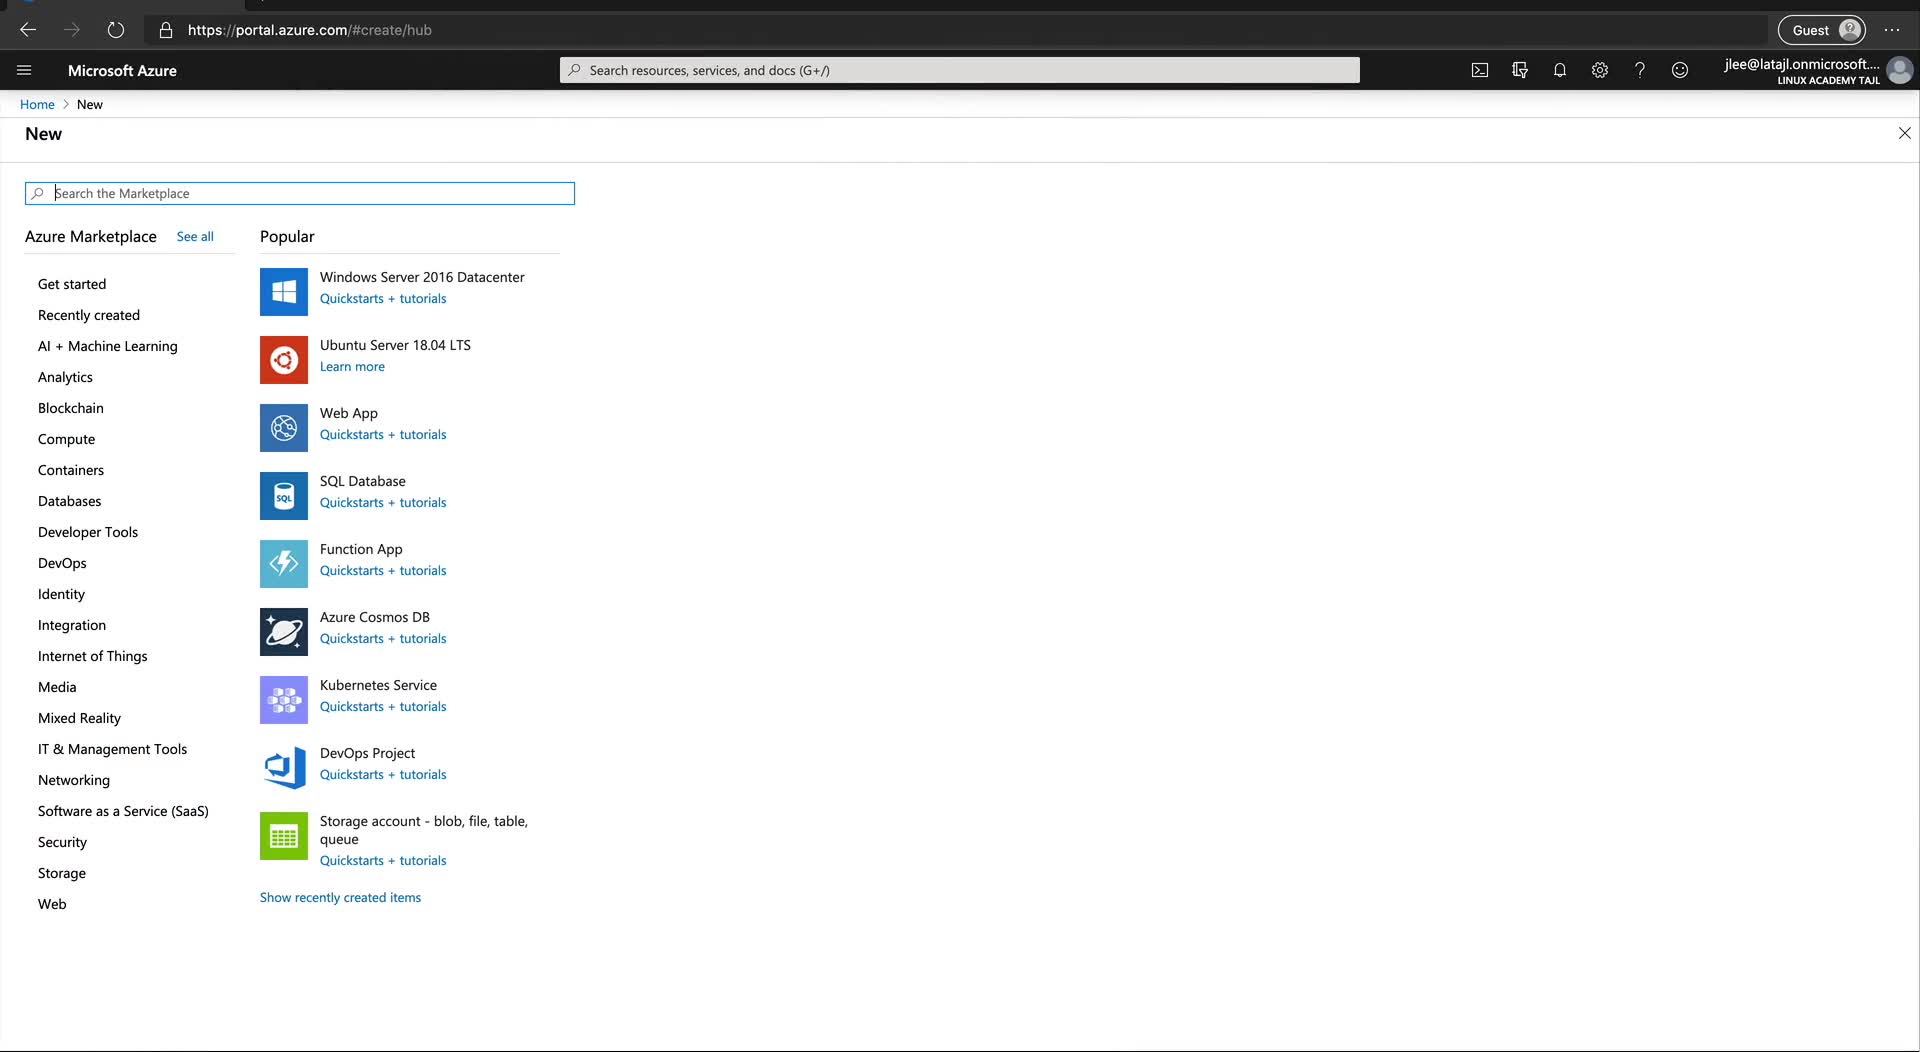 https://portal.azure.com/#create/hub
Guest
Microsoft Azure
Search resources, services, and docs (G+/)
jlee@latajl.onmicrosoft....
LINUX ACADEMY TAJL
Home > New
New
Search the Marketplace
Azure Marketplace See all
Get started
Recently created
AI + Machine Learning
Analytics
Blockchain
Compute
Containers
Databases
Developer Tools
DevOps
Identity
Integration
Internet of Things
Media
Mixed Reality
IT & Management Tools
Networking
Software as a Service (SaaS)
Security
Storage
Web
Popular
Windows Server 2016 Datacenter
Quickstarts + tutorials
Ubuntu Server 18.04 LTS
Learn more
Web App
Quickstarts + tutorials
SQL
SQL Database
Quickstarts + tutorials
Function App
Quickstarts + tutorials
Azure Cosmos DB
Quickstarts + tutorials
Kubernetes Service
Quickstarts + tutorials
DevOps Project
Quickstarts + tutorials
Storage account - blob, file, table,
queue
Quickstarts + tutorials
Show recently created items